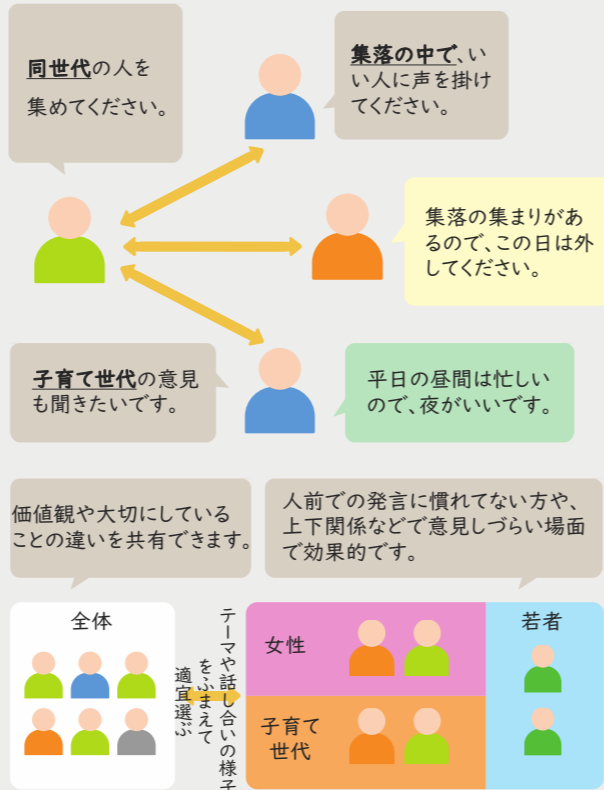 同世代の人を
集めてください。
集落の中で、い
い人に声を掛け
てください。
集落の集まりがあ
るので、この日は外
してください。
子育て世代の意見
も聞きたいです。
平日の昼間は忙しい
ので、夜がいいです。
価値観や大切にしている
ことの違いを共有できます。
人前での発言に慣れてない方や、
上下関係などで意見しづらい場面
で効果的です。
全体
テーマや話し合いの様子
をふまえて
適宜選ぶ
女性
子育て
世代
若者